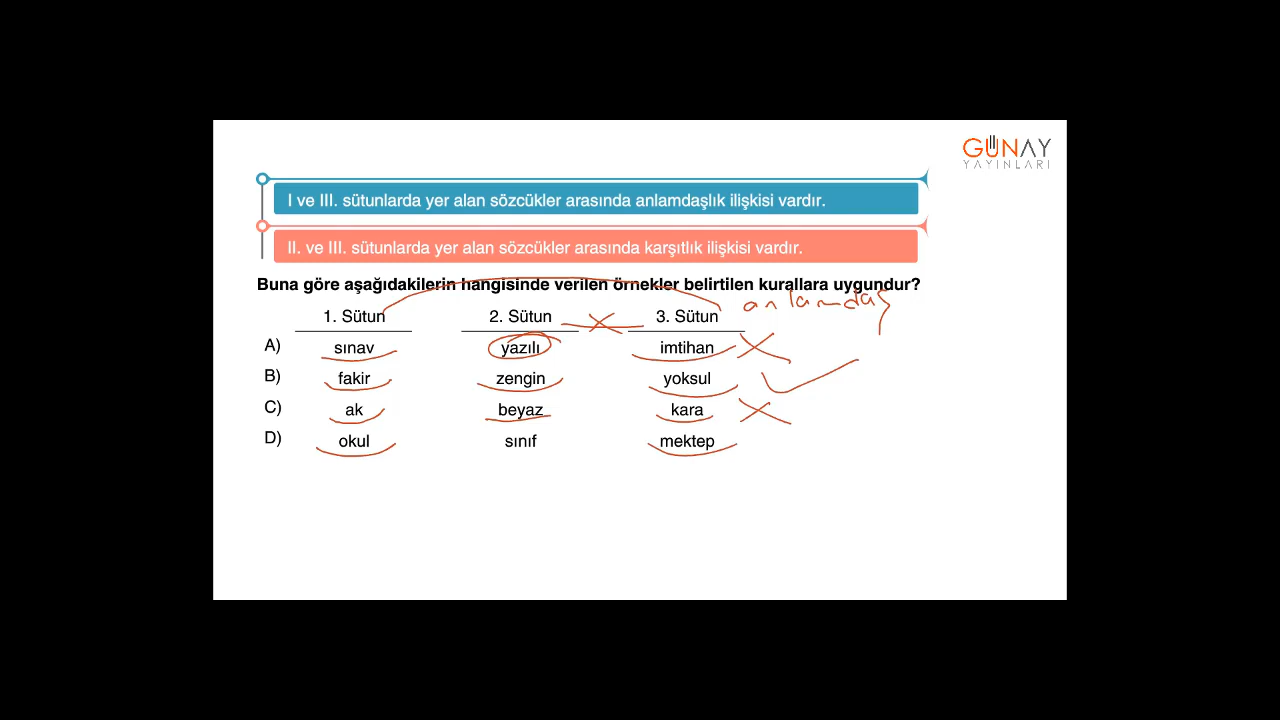 GÜNAY
YAYINLARI
I ve III. sütunlarda yer alan sözcükler arasında anlamdaşlık ilişkisi vardır.
II. ve III. sütunlarda yer alan sözcükler arasında karşıtlık ilişkisi vardır.
Buna göre aşağıdakilerin hangisinde verilen örnekler belirtilen kurallara uygundur?
anlamdaş
1. Sütun 2. Sütun 3. Sütun
A) sınav yazılı imtihan
B) fakir zengin yoksul
C) ak beyaz kara
D) okul sınıf mektep